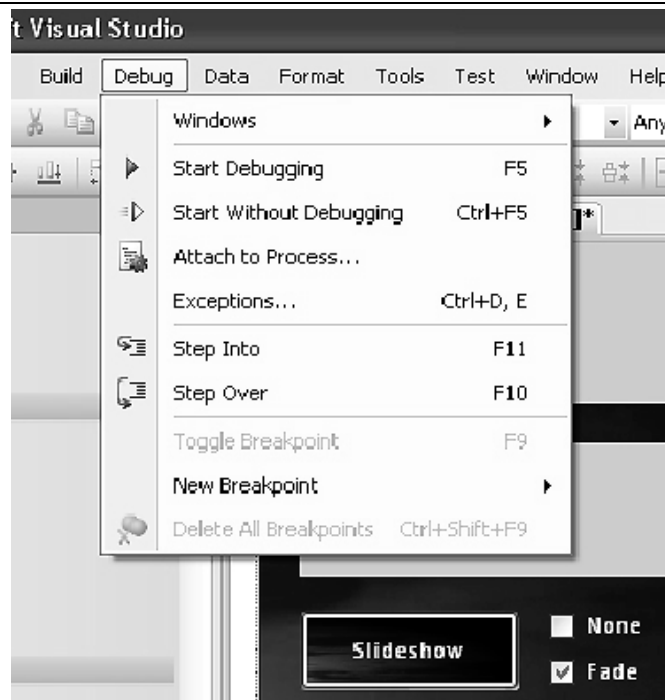 t Visual Studio
Build Debug Data Format Tools Test Window Help
Any
Windows
Start Debugging F5
Start Without Debugging Ctrl+F5
]*
Attach to Process...
Exceptions... Ctrl+D, E
Step Into F11
Step Over F10
Toggle Breakpoint F9
New Breakpoint
Delete All Breakpoints Ctrl+Shift+F9
None
Slideshow
Fade